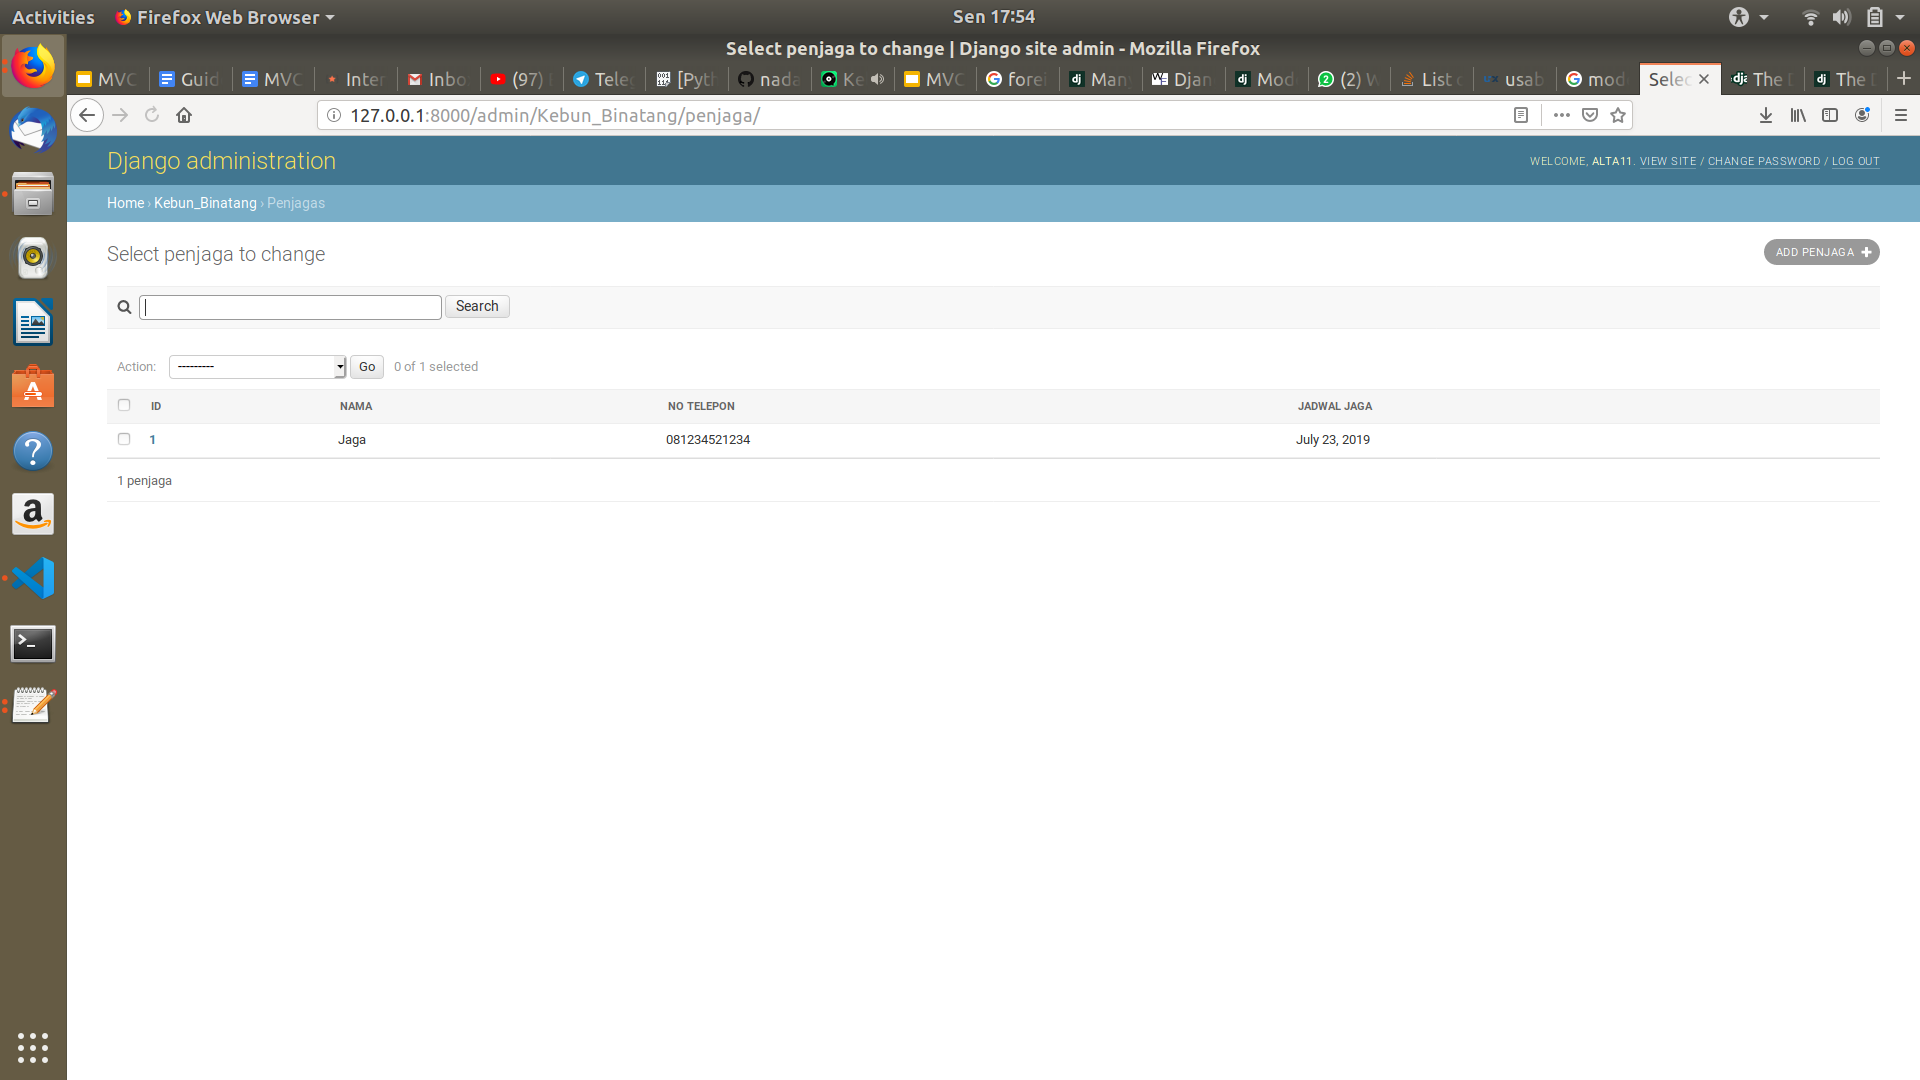 Activities Firefox Web Browser Sen 17:54
Select penjaga to change | Django site admin - Mozilla Firefox
MVC Guid MVC Inter Inbo (97) Tele [Pyth nada Ke MVC forei Man Djan Mod (2) W List usab mod Selec The D The D
127.0.0.1:8000/admin/Kebun_Binatang/penjaga/
Django administration
WELCOME, ALTA11. VIEW SITE / CHANGE PASSWORD / LOG OUT
Home › Kebun_Binatang › Penjagas
Select penjaga to change
ADD PENJAGA
Search
Action: --------- Go 0 of 1 selected
ID NAMA NO TELEPON JADWAL JAGA
1 Jaga 081234521234 July 23, 2019
1 penjaga